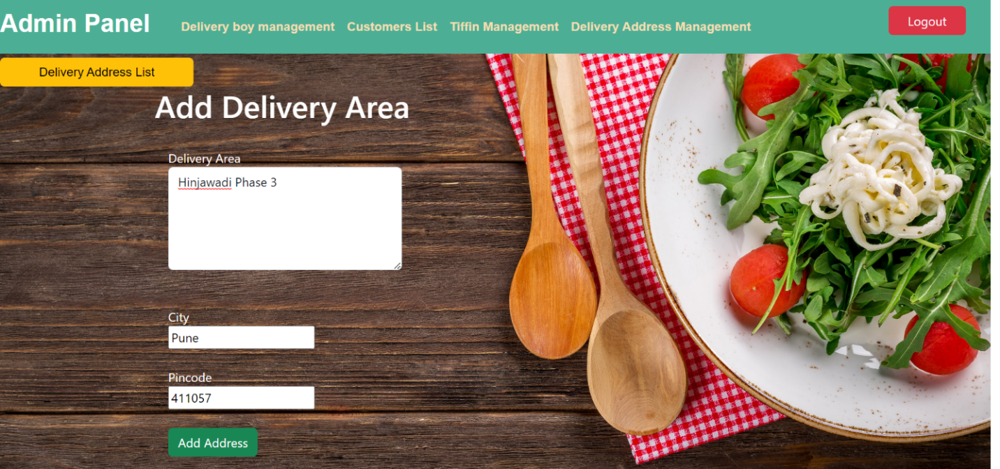 Admin Panel
Delivery boy management Customers List Tiffin Management Delivery Address Management
Logout
Delivery Address List
Add Delivery Area
Delivery Area
Hinjawadi Phase 3
City
Pune
Pincode
411057
Add Address